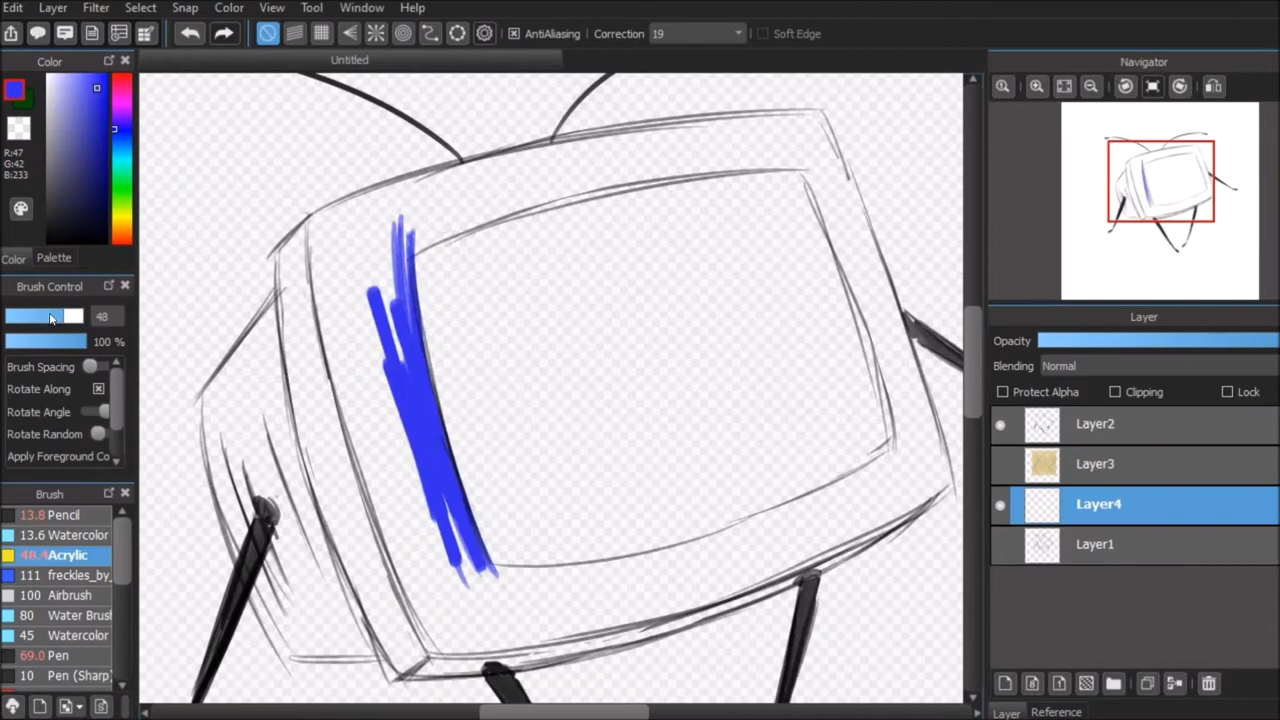 Edit Layer Filter Select Snap Color View Tool Window Help
AntiAliasing Correction 19 Soft Edge
Color
Untitled
Navigator
R:47
G:42
B:233
Color Palette
Brush Control
48
100 %
Brush Spacing
Rotate Along
Rotate Angle
Rotate Random
Apply Foreground Co
Brush
13.8 Pencil
13.6 Watercolor
48.4 Acrylic
111 freckles_by_
100 Airbrush
80 Water Brus
45 Watercolor
69.0 Pen
10 Pen (Sharp)
Layer
Opacity
Blending Normal
Protect Alpha Clipping Lock
Layer2
Layer3
Layer4
Layer1
Layer Reference